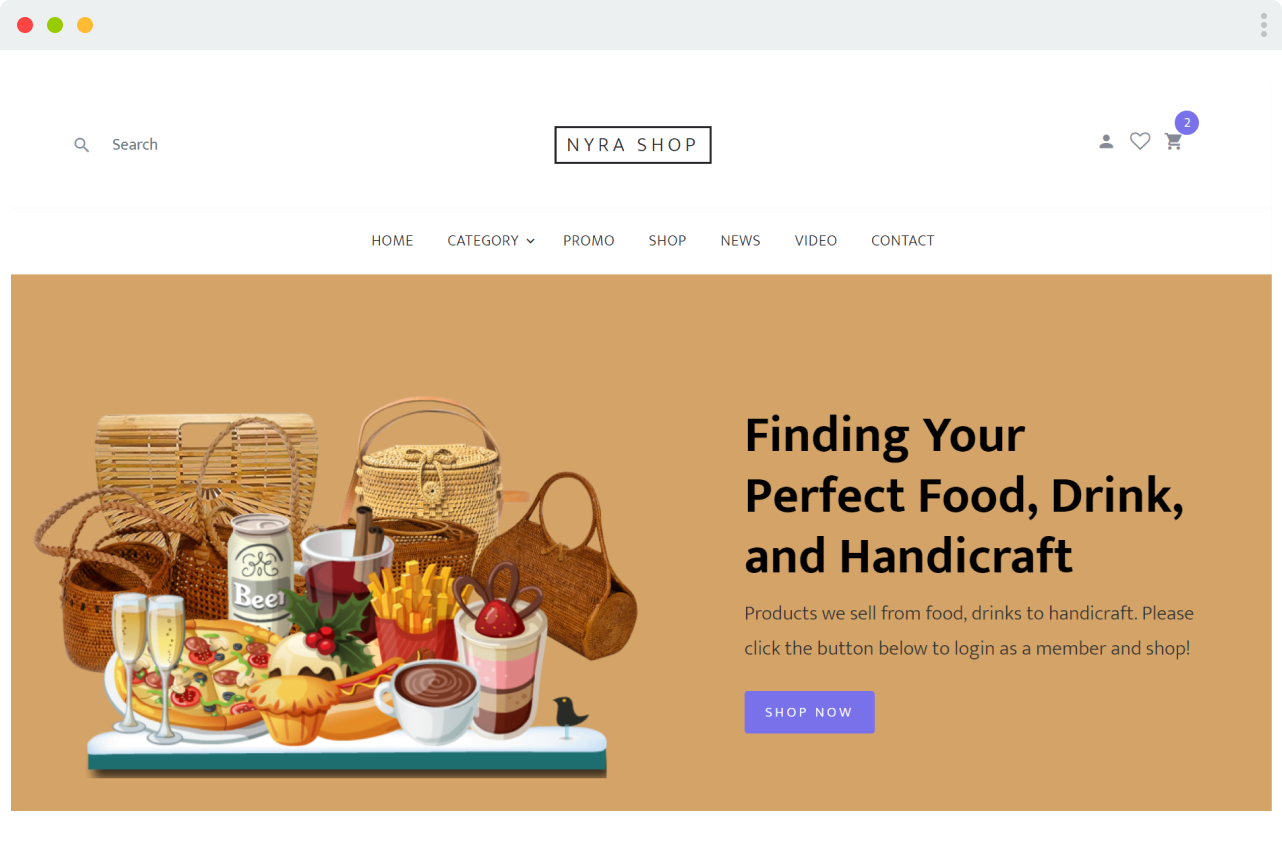 Search
NYRA SHOP
2
HOME CATEGORY PROMO SHOP NEWS VIDEO CONTACT
Beer
Finding Your
Perfect Food, Drink,
and Handicraft
Products we sell from food, drinks to handicraft. Please
click the button below to login as a member and shop!
SHOP NOW